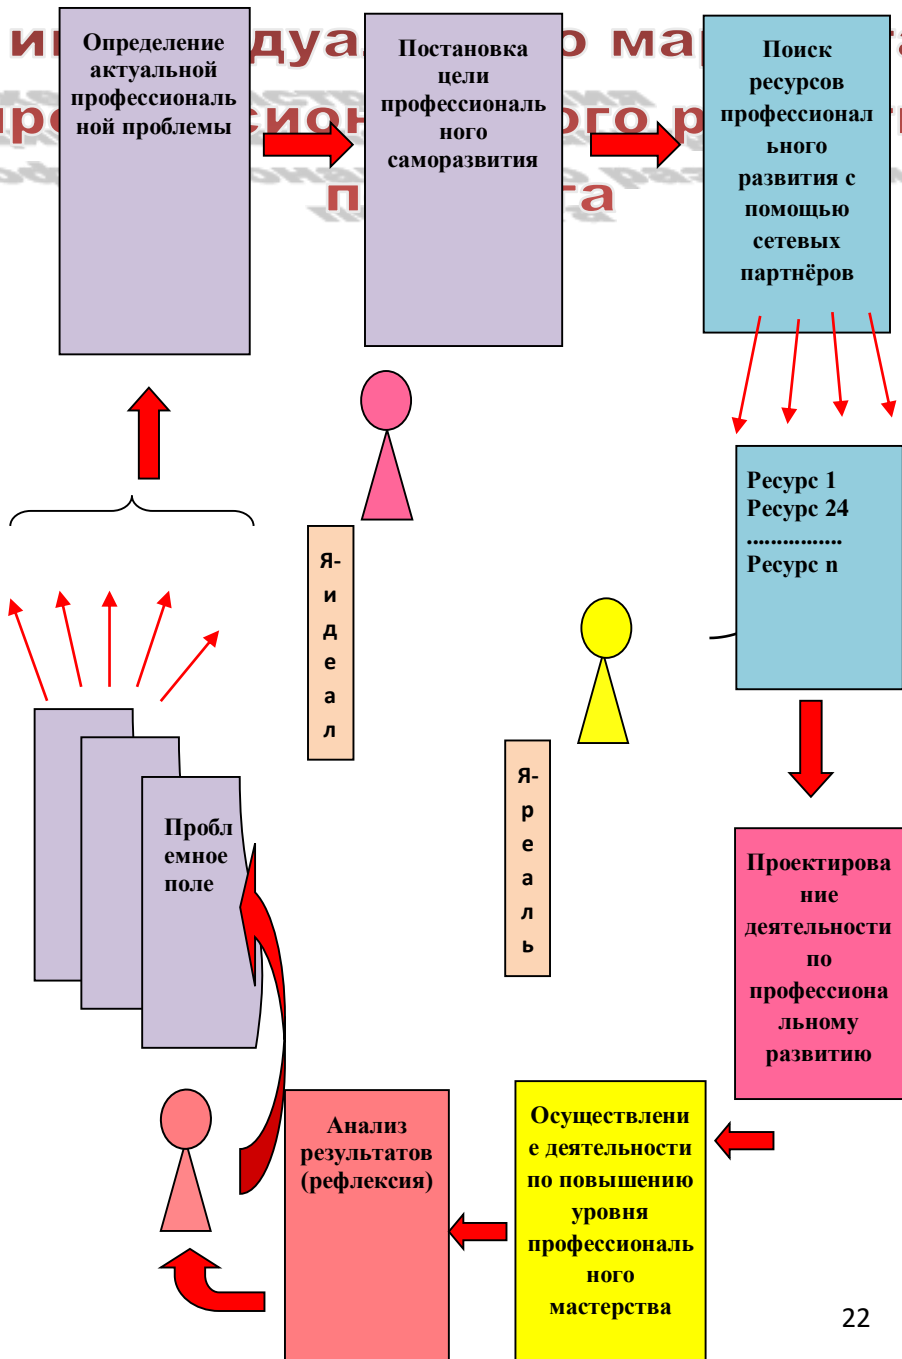 Определение
актуальной
профессиональ
ной проблемы
Постановка
цели
профессиональ
ного
саморазвития
Поиск
ресурсов
профессионал
ьного
развития с
помощью
сетевых
партнёров
Ресурс 1
Ресурс 24
................
Ресурс n
Я-
и
д
е
а
л
Я-
р
е
а
л
ь
Пробл
емное
поле
Проектирова
ние
деятельности
по
профессиона
льному
развитию
Осуществлени
е деятельности
по повышению
уровня
профессиональ
ного
мастерства
Анализ
результатов
(рефлексия)
22